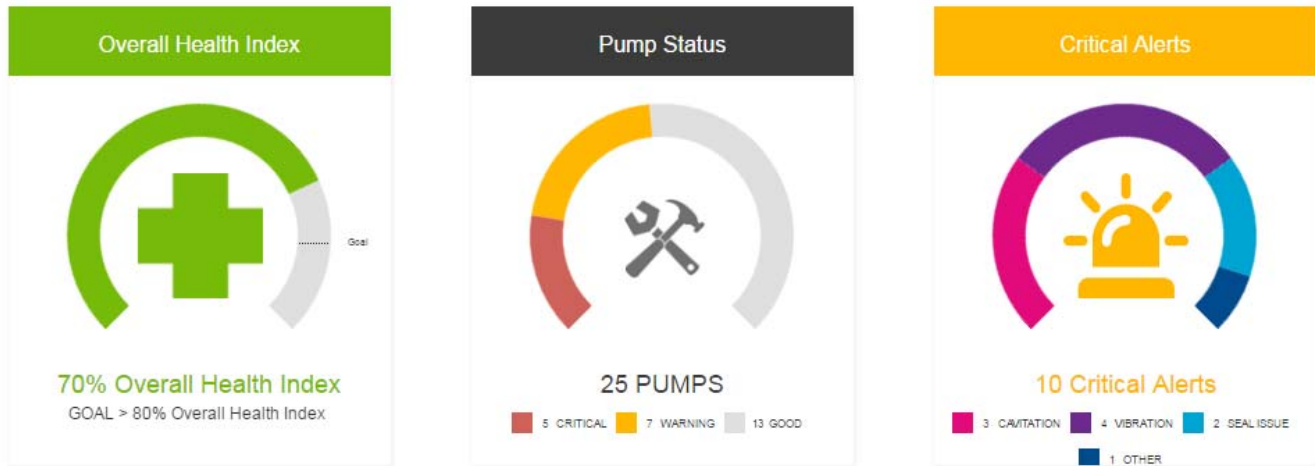 Overall Health Index
Goal
70% Overall Health Index
GOAL > 80% Overall Health Index
Pump Status
25 PUMPS
5 CRITICAL 7 WARNING 13 GOOD
Critical Alerts
10 Critical Alerts
3 CAVITATION 4 VIBRATION 2 SEAL ISSUE
1 OTHER